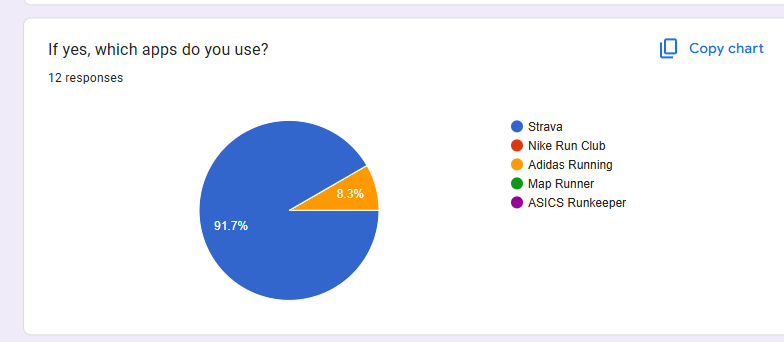 If yes, which apps do you use?
Copy chart
12 responses
Strava
Nike Run Club
Adidas Running
Map Runner
ASICS Runkeeper
8.3%
91.7%